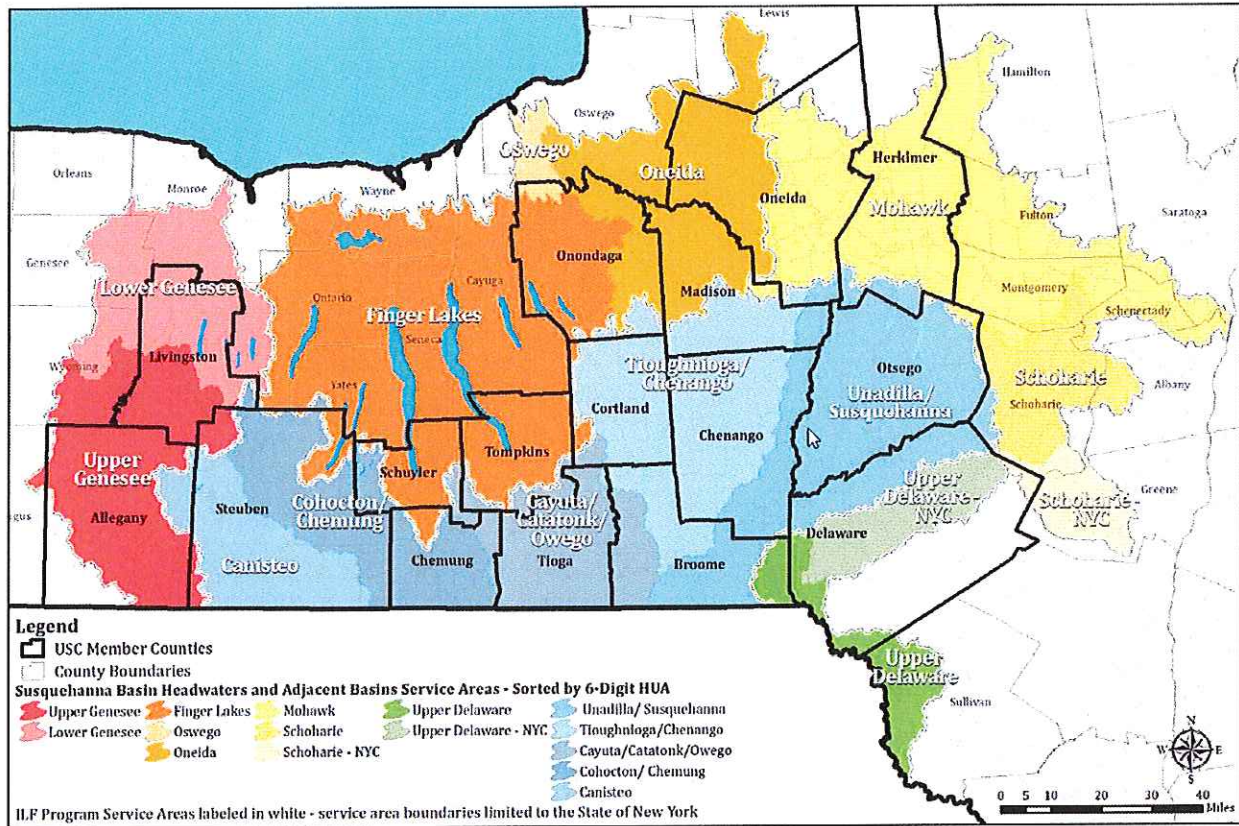 Lewis
Hamilton
Oswego
Oswego
Oneida
Herkimer
Orleans
Monroe
Wayne
Oneida
Mohawk
Fulton
Saratoga
Genesee
Onondaga
Lower Genesee
Ontario
Cayuga
Madison
Montgomery
Finger Lakes
Schenectady
Seneca
Livingston
Wyoming
Tioughnioga/
Chenango
Otsego
Schoharie
Albany
Yates
Unadilla/
Susquehanna
Schoharie
Cortland
Chenango
Tompkins
Upper
Genesee
Schuyler
Steuben
Cohocton/
Chemung
Cayuta/
Catatonk/
Owego
Upper
Delaware-
NYC
Schoharie -
NYC
Greene
gus
Allegany
Delaware
Canisteo
Chemung
Tioga
Broome
Upper
Delaware
Sullivan
Legend
USC Member Counties
County Boundaries
Susquehanna Basin Headwaters and Adjacent Basins Service Areas - Sorted by 6-Digit HUA
Upper Genesee Finger Lakes Mohawk Upper Delaware Unadilla/ Susquehanna
Lower Genesee Oswego Schoharie Upper Delaware - NYC Tioughnioga/Chenango
Oneida Schoharie - NYC Cayuta/Catatonk/Owego
Cohocton/ Chemung
Canisteo
ILF Program Service Areas labeled in white - service area boundaries limited to the State of New York
N
W E
S
0 5 10 20 30 40
Miles